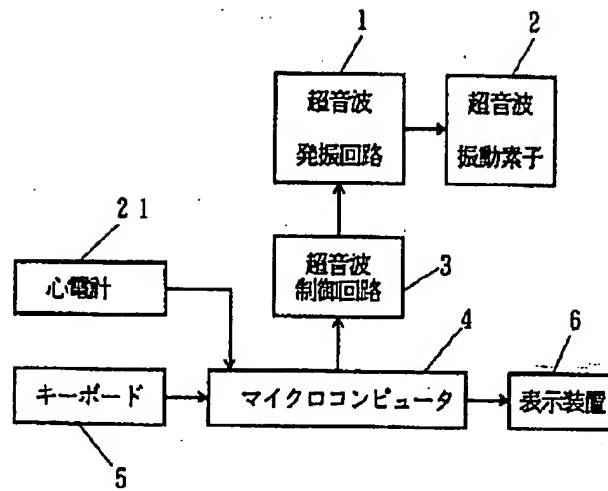 1
2
超音波
発振回路
超音波
振動素子
21
心電計
超音波
制御回路
3
4
6
キーボード
マイクロコンピュータ
表示装置
5